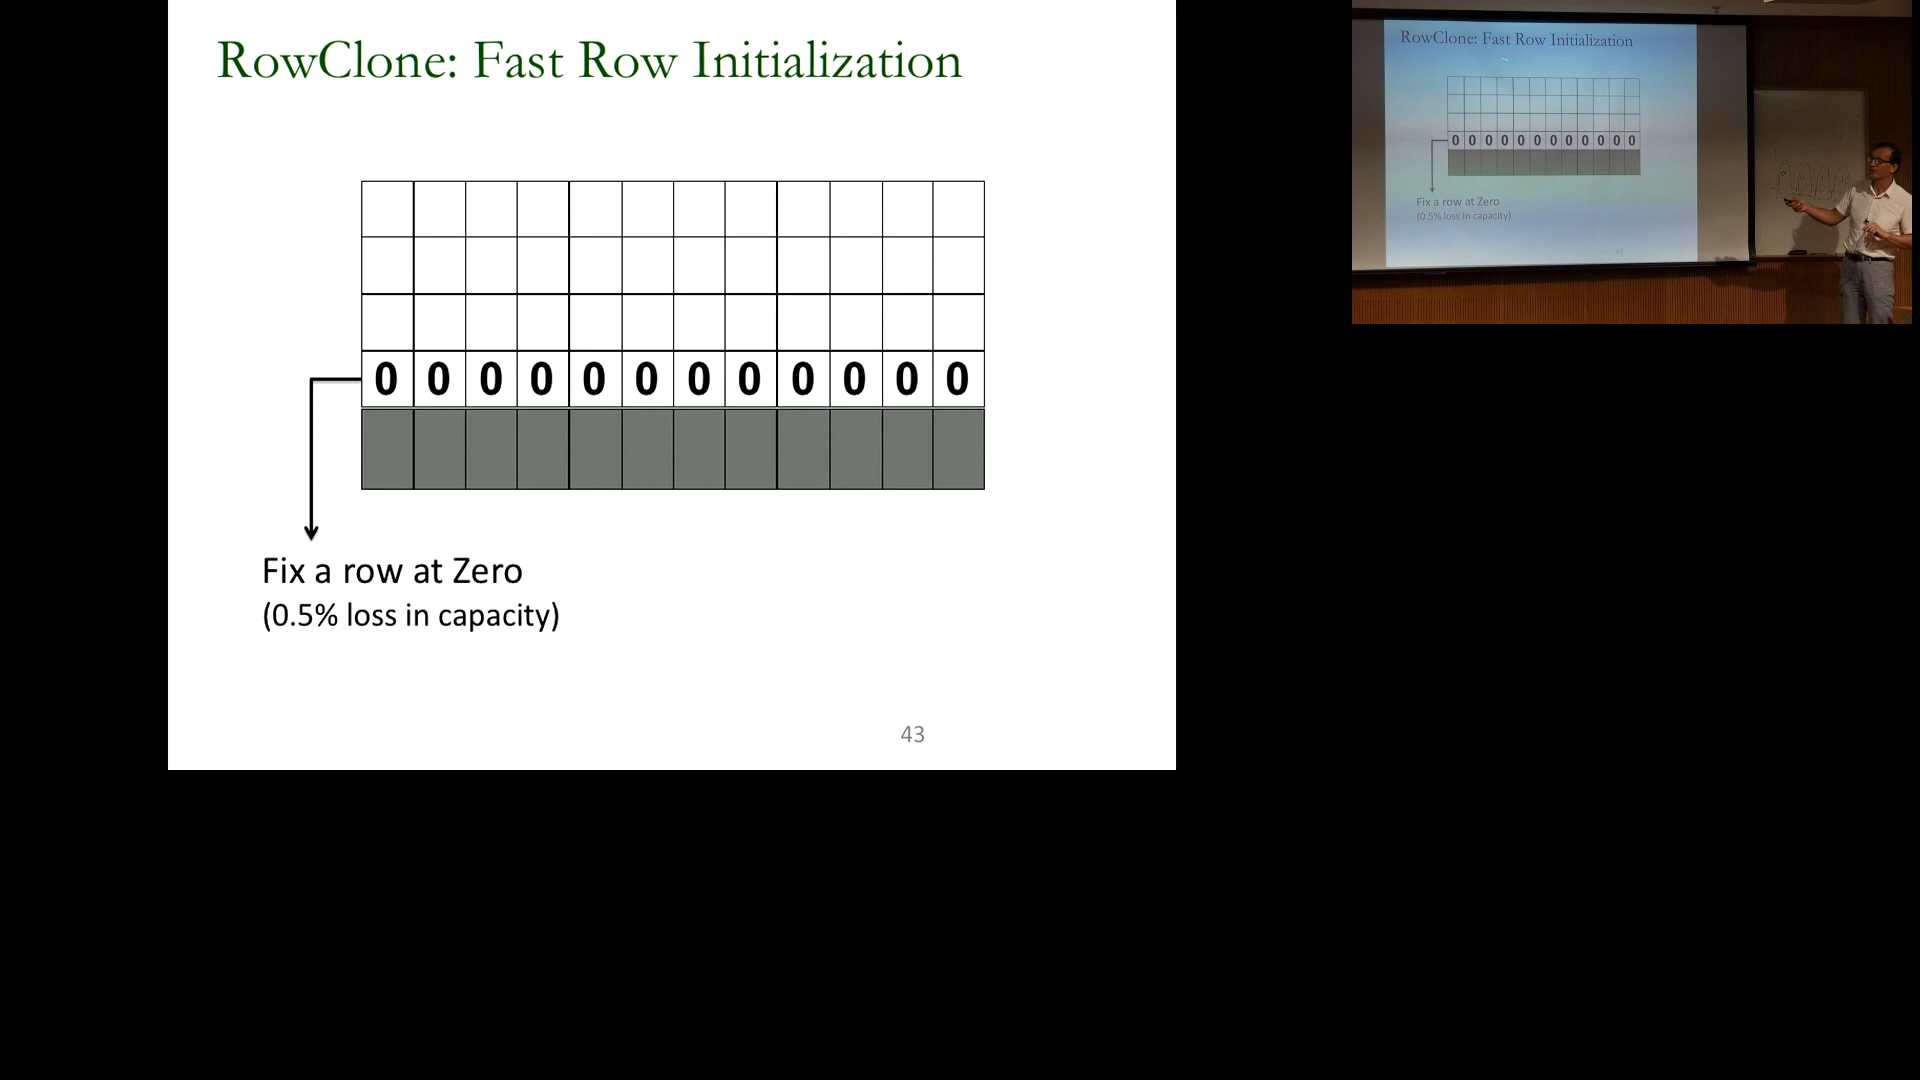 RowClone: Fast Row Initialization
0 0 0 0 0 0 0 0 0 0 0 0
Fix a row at Zero
(0.5% loss in capacity)
43
RowClone: Fast Row Initialization
0 0 0 0 0 0 0 0 0 0 0 0
Fix a row at Zero
(0.5% loss in capacity)
43